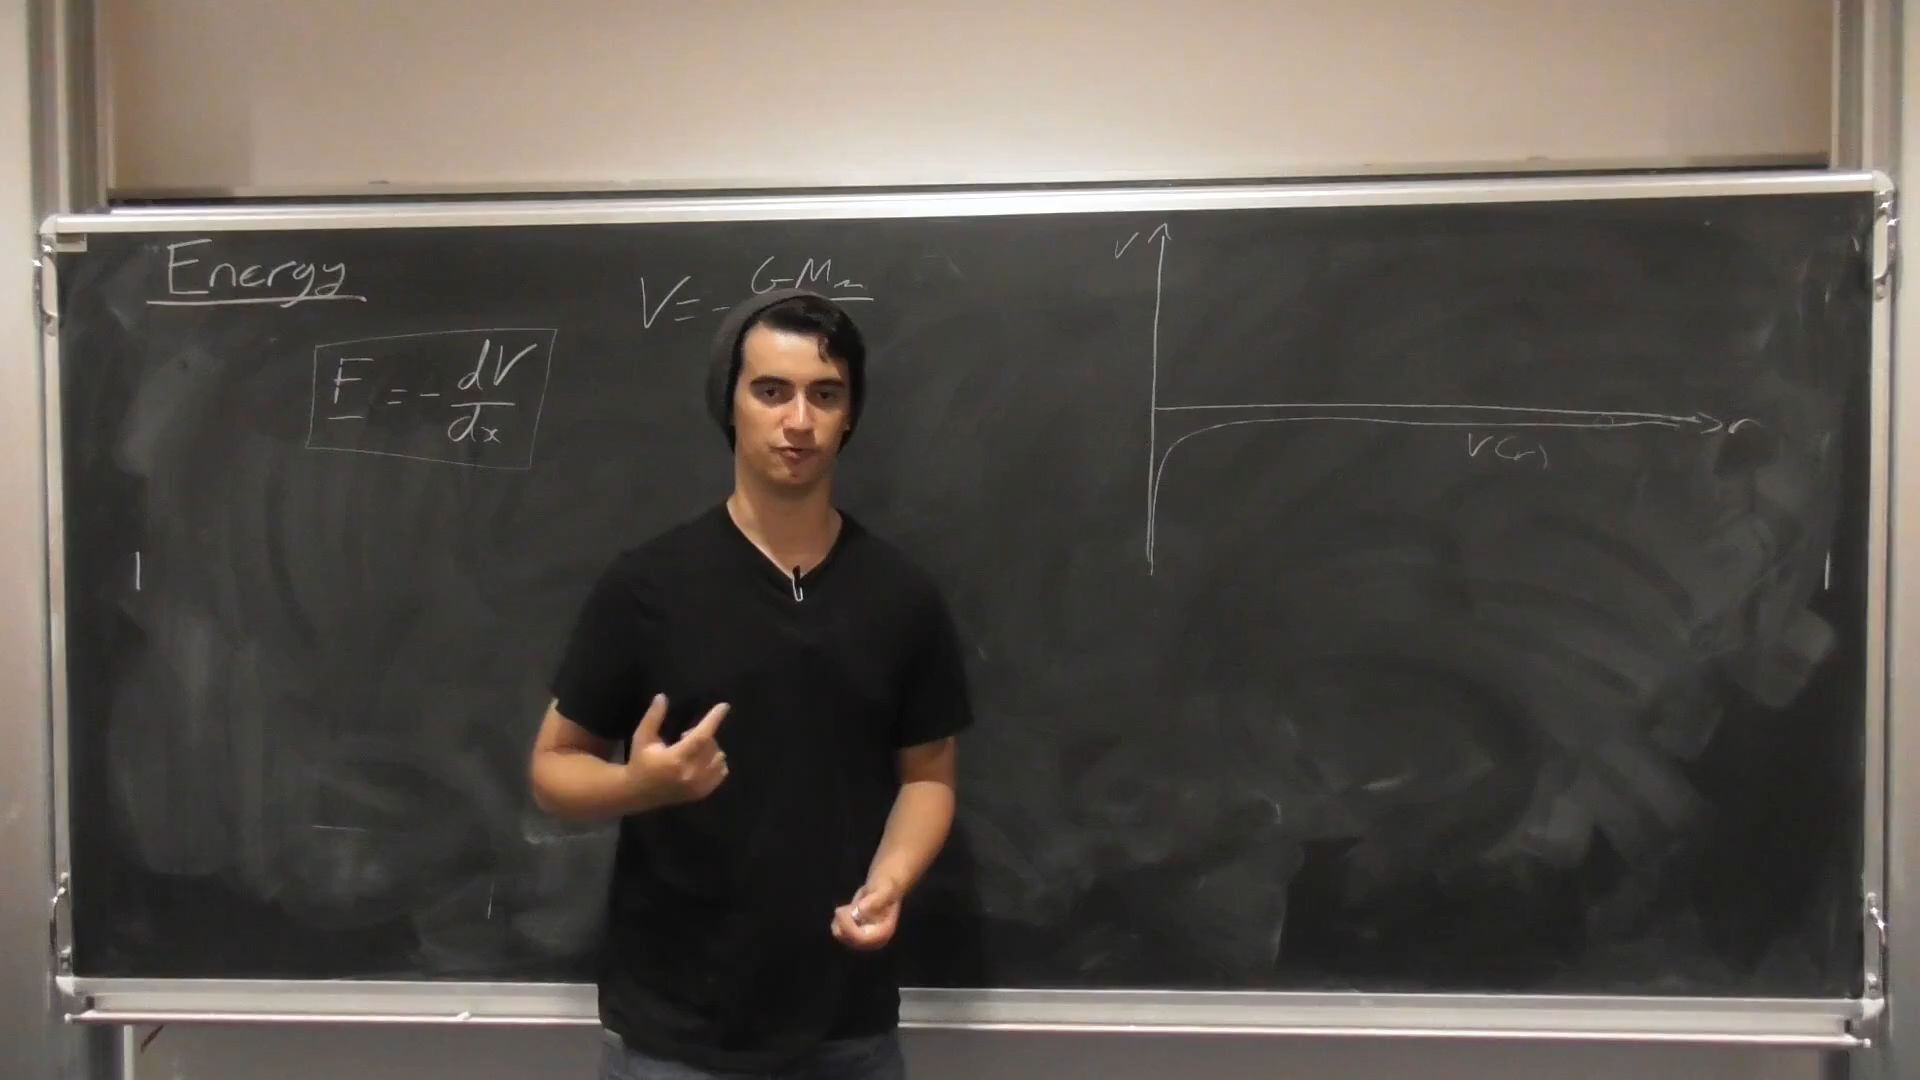 Energy
F = - dV/dx
V = - GMm
V
r
V(r)